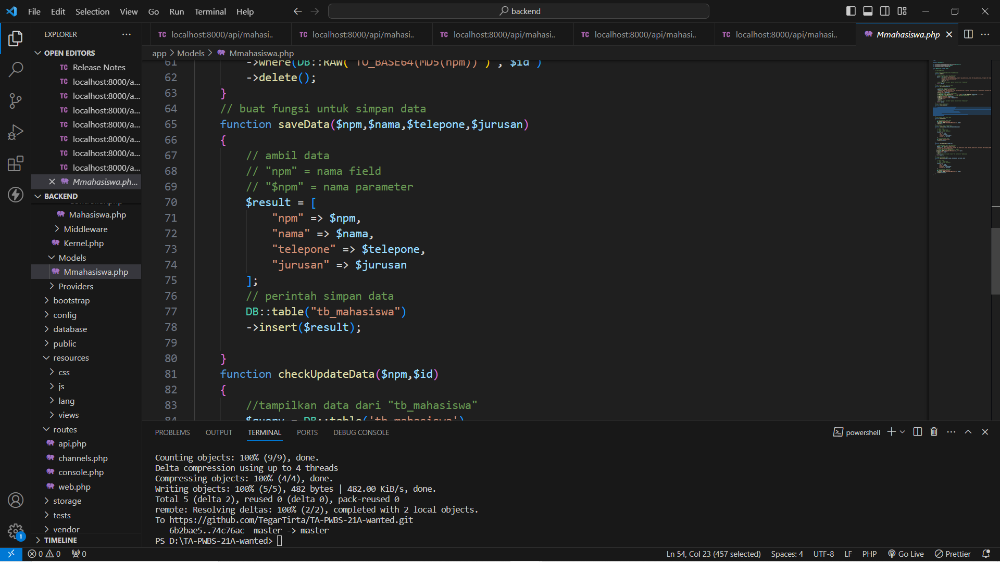 File Edit Selection View Go Run Terminal Help
backend
EXPLORER
TC localhost:8000/api/mahasi..
TC localhost:8000/api/mahasi..
TC localhost:8000/api/mahasi..
TC localhost:8000/api/mahasi..
TC localhost:8000/api/mahasi..
Mmahasiswa.php
OPEN EDITORS
TC Release Notes
TC localhost:8000/a...
TC localhost:8000/a...
TC localhost:8000/a...
TC localhost:8000/a...
TC localhost:8000/a...
TC localhost:8000/a...
TC localhost:8000/a...
Mmahasiswa.ph...
BACKEND
Mahasiswa.php
Middleware
Kernel.php
Models
Mmahasiswa.php
Providers
bootstrap
config
database
public
resources
css
js
lang
views
routes
api.php
channels.php
console.php
web.php
storage
tests
vendor
TIMELINE
app > Models > Mmahasiswa.php
61 ->where(DB::RAW("TO_BASE64(MD5(npm))") , $id )
62 ->delete();
63 }
64 // buat fungsi untuk simpan data
65 function saveData($npm,$nama,$telepone,$jurusan)
66 {
67 // ambil data
68 // "npm" = nama field
69 // "$npm" = nama parameter
70 $result = [
71 "npm" => $npm,
72 "nama" => $nama,
73 "telepone" => $telepone,
74 "jurusan" => $jurusan
75 ];
76 // perintah simpan data
77 DB::table("tb_mahasiswa")
78 ->insert($result);
79
80 }
81 function checkUpdateData($npm,$id)
82 {
83 //tampilkan data dari "tb_mahasiswa"
84 $query = DB::table('tb_mahasiswa')
PROBLEMS OUTPUT TERMINAL PORTS DEBUG CONSOLE
powershell
Counting objects: 100% (9/9), done.
Delta compression using up to 4 threads
Compressing objects: 100% (4/4), done.
Writing objects: 100% (5/5), 482 bytes | 482.00 KiB/s, done.
Total 5 (delta 2), reused 0 (delta 0), pack-reused 0
remote: Resolving deltas: 100% (2/2), completed with 2 local objects.
To https://github.com/TegarTirta/TA-PWBS-21A-wanted.git
6b2bae5..74c76ac master -> master
PS D:\TA-PWBS-21A-wanted>
1
0 0 0
Ln 54, Col 23 (457 selected) Spaces: 4 UTF-8 LF PHP Go Live Prettier